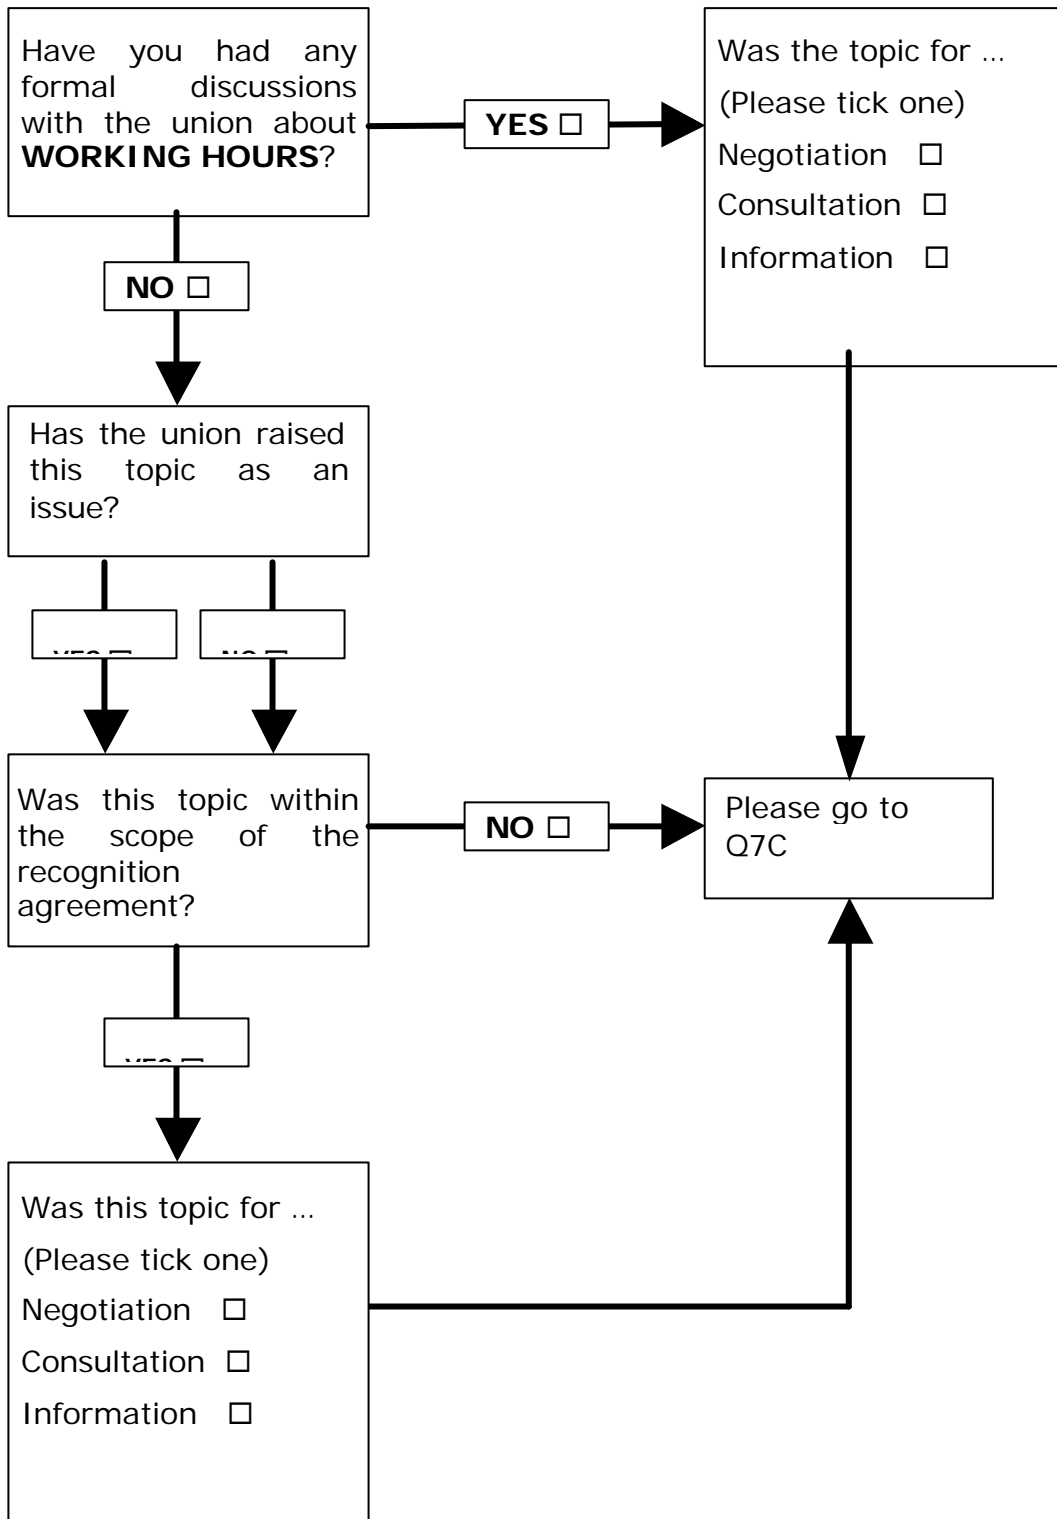 Have you had any
formal discussions
with the union about
WORKING HOURS?
YES □
Was the topic for ...
(Please tick one)
Negotiation □
Consultation □
Information □
NO □
Has the union raised
this topic as an
issue?
YES □
NO □
Was this topic within
the scope of the
recognition
agreement?
NO □
Please go to
Q7C
YES □
Was this topic for ...
(Please tick one)
Negotiation □
Consultation □
Information □